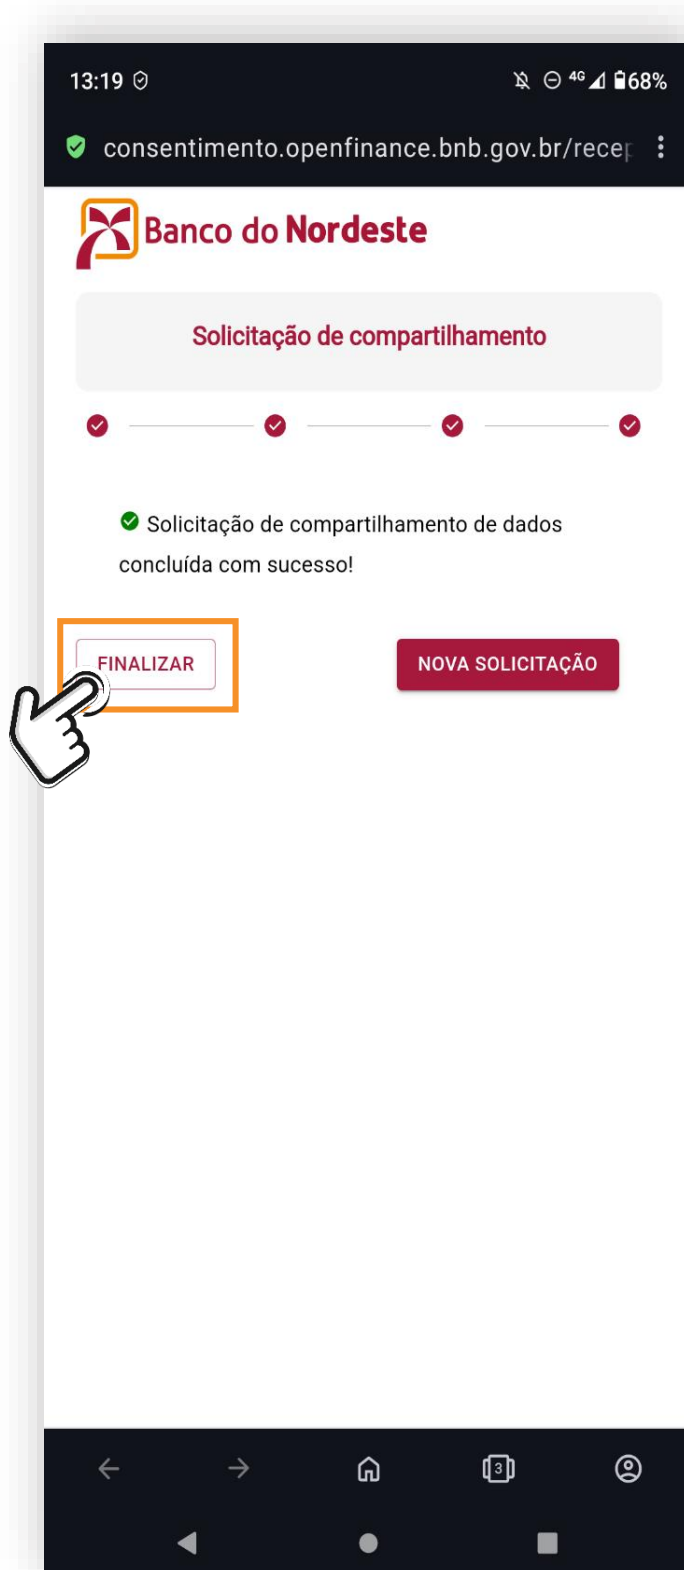 13:19
4G 68%
consentimento.openfinance.bnb.gov.br/recep
Banco do Nordeste
Solicitação de compartilhamento
Solicitação de compartilhamento de dados
concluída com sucesso!
FINALIZAR
NOVA SOLICITAÇÃO
3